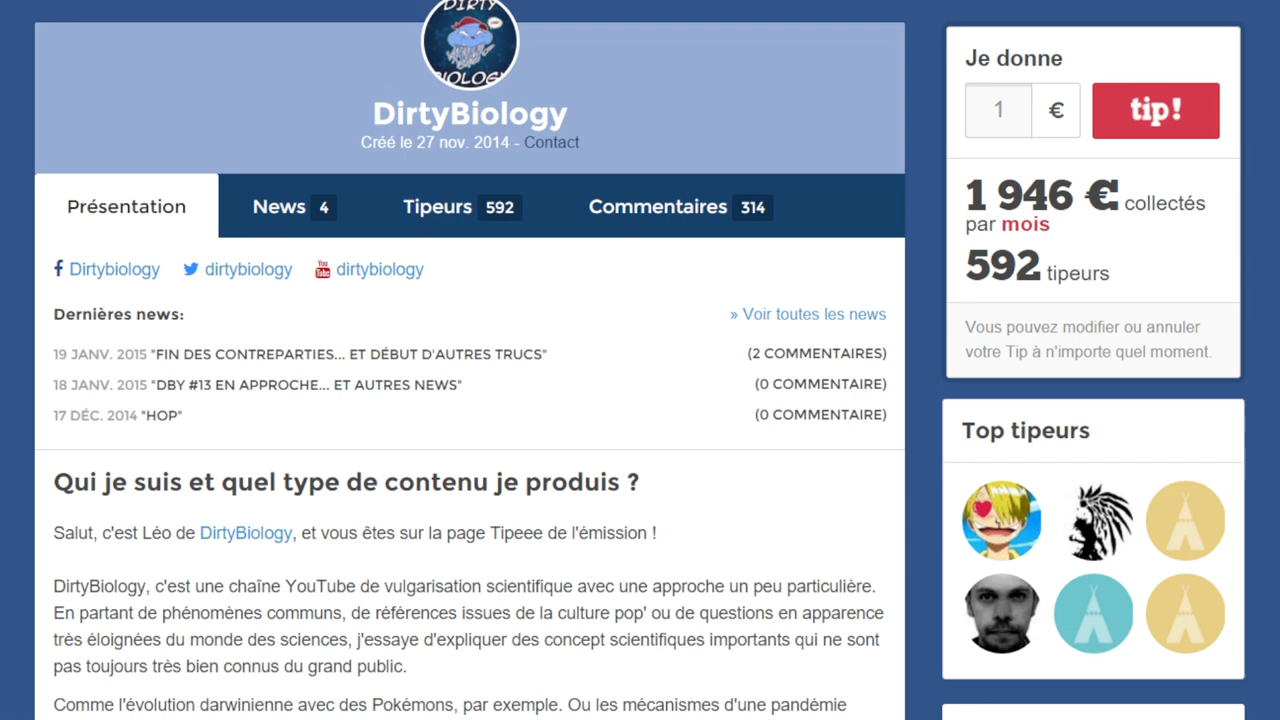 DIRTY
BIOLOGY
DirtyBiology
Créé le 27 nov. 2014 - Contact
Présentation
News 4
Tipeurs 592
Commentaires 314
Dirtybiology
dirtybiology
You Tube dirtybiology
Dernières news:
» Voir toutes les news
19 JANV. 2015 "FIN DES CONTREPARTIES... ET DÉBUT D'AUTRES TRUCS"
(2 COMMENTAIRES)
18 JANV. 2015 "DBY #13 EN APPROCHE... ET AUTRES NEWS"
(0 COMMENTAIRE)
17 DÉC. 2014 "HOP"
(0 COMMENTAIRE)
Qui je suis et quel type de contenu je produis ?
Salut, c'est Léo de DirtyBiology, et vous êtes sur la page Tipeee de l'émission !
DirtyBiology, c'est une chaîne YouTube de vulgarisation scientifique avec une approche un peu particulière.
En partant de phénomènes communs, de références issues de la culture pop' ou de questions en apparence
très éloignées du monde des sciences, j'essaye d'expliquer des concept scientifiques importants qui ne sont
pas toujours très bien connus du grand public.
Comme l'évolution darwinienne avec des Pokémons, par exemple. Ou les mécanismes d'une pandémie
Je donne
1 €
tip!
1 946 € collectés
par mois
592 tipeurs
Vous pouvez modifier ou annuler
votre Tip à n'importe quel moment.
Top tipeurs